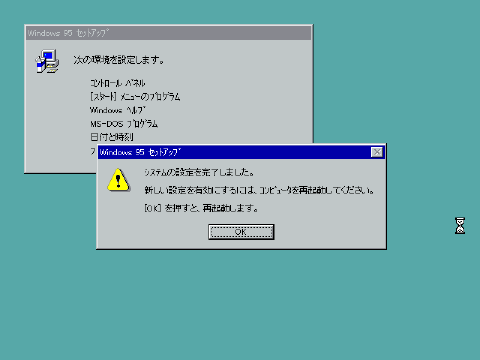 Windows 95 ｾｯﾄｱｯﾌﾟ
次の環境を設定します。
ｺﾝﾄﾛｰﾙ ﾊﾟﾈﾙ
[ｽﾀｰﾄ] ﾒﾆｭｰのﾌﾟﾛｸﾞﾗﾑ
Windows ﾍﾙﾌﾟ
MS-DOS ﾌﾟﾛｸﾞﾗﾑ
日付と時刻
Windows 95 ｾｯﾄｱｯﾌﾟ
ｼｽﾃﾑの設定を完了しました。
新しい設定を有効にするには、ｺﾝﾋﾟｭｰﾀを再起動してください。
[OK] を押すと、再起動します。
OK